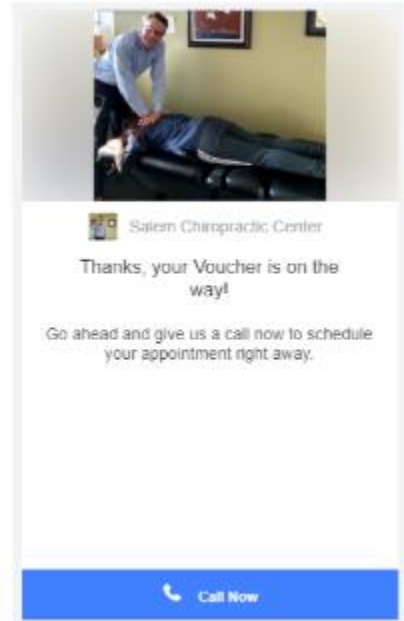 Salem Chiropractic Center
Thanks, your Voucher is on the
way!
Go ahead and give us a call now to schedule
your appointment right away.
Call Now